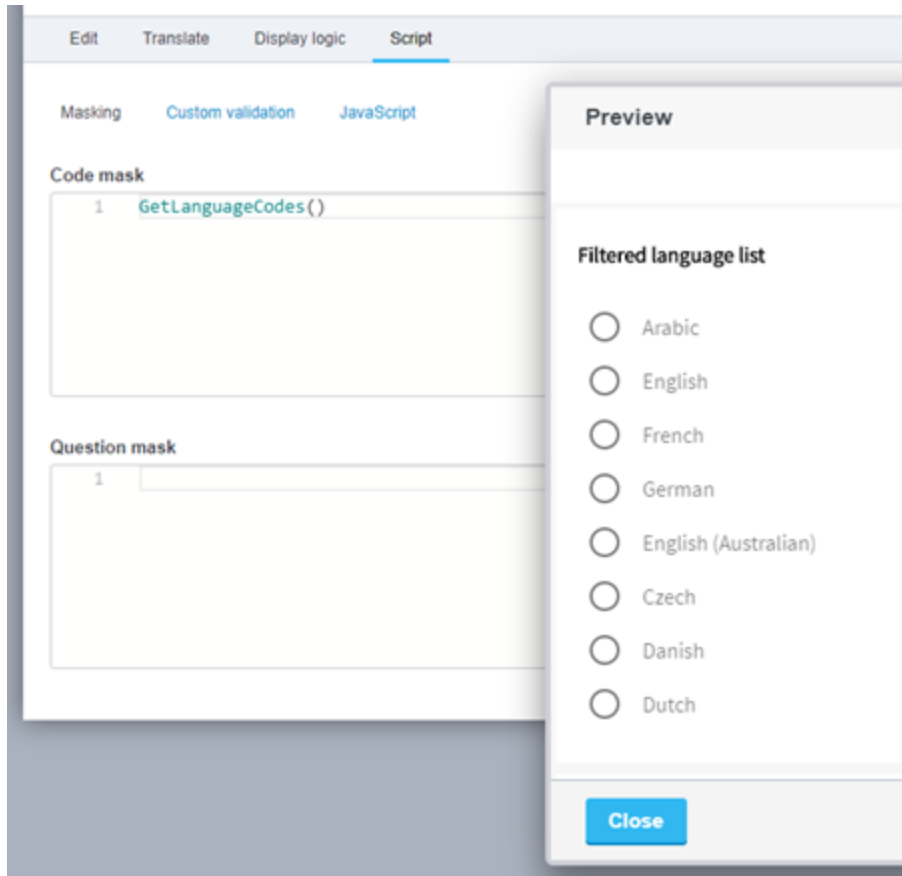 Edit Translate Display logic Script
Masking Custom validation JavaScript
Code mask
1 GetLanguageCodes()
Question mask
1
Preview
Filtered language list
Arabic
English
French
German
English (Australian)
Czech
Danish
Dutch
Close